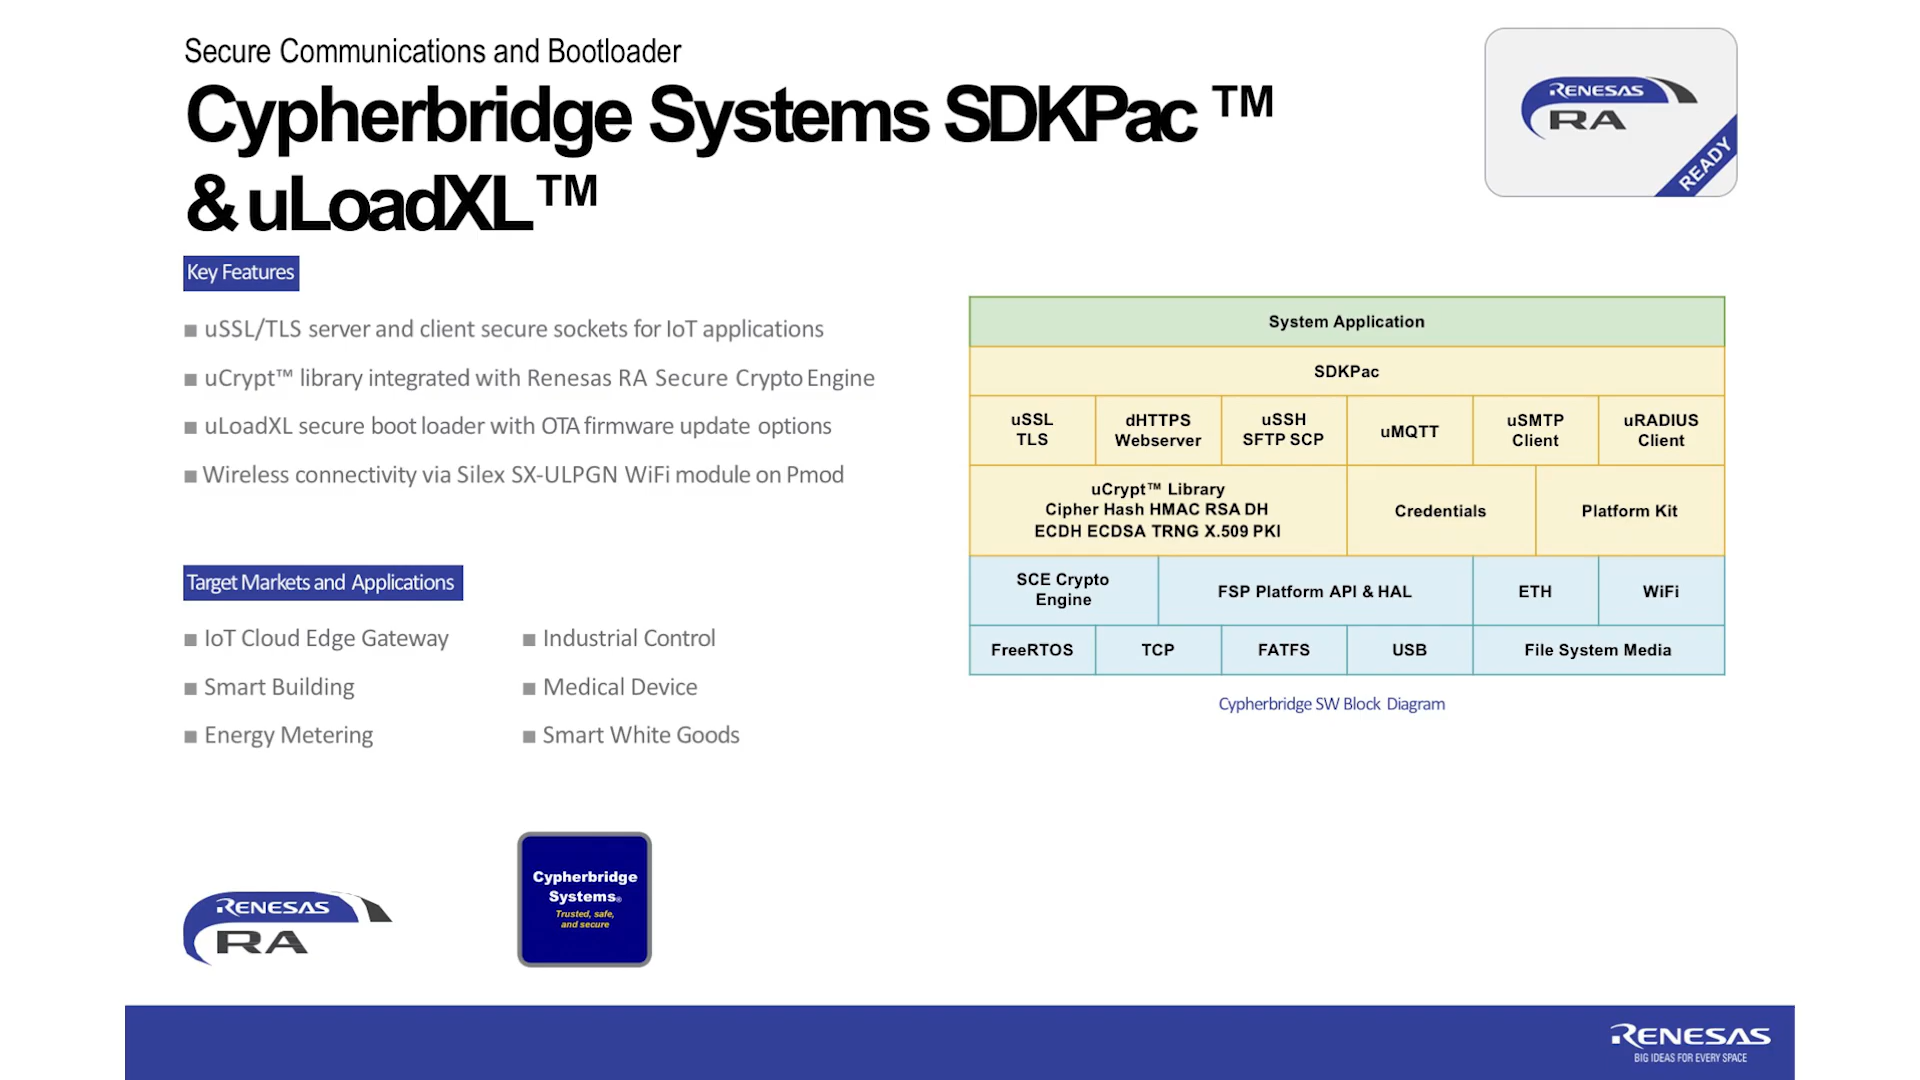 Secure Communications and Bootloader
Cypherbridge Systems SDKPac ™
& uLoadXL™
RENESAS
RA
READY
Key Features
■ uSSL/TLS server and client secure sockets for IoT applications
■ uCrypt™ library integrated with Renesas RA Secure Crypto Engine
■ uLoadXL secure boot loader with OTA firmware update options
■ Wireless connectivity via Silex SX-ULPGN WiFi module on Pmod
Target Markets and Applications
■ IoT Cloud Edge Gateway
■ Smart Building
■ Energy Metering
■ Industrial Control
■ Medical Device
■ Smart White Goods
System Application
SDKPac
uSSL
TLS
dHTTPS
Webserver
uSSH
SFTP SCP
uMQTT
uSMTP
Client
uRADIUS
Client
uCrypt™ Library
Cipher Hash HMAC RSA DH
ECDH ECDSA TRNG X.509 PKI
Credentials
Platform Kit
SCE Crypto
Engine
FSP Platform API & HAL
ETH
WiFi
FreeRTOS
TCP
FATFS
USB
File System Media
Cypherbridge SW Block Diagram
RENESAS
RA
Cypherbridge
Systems®
Trusted, safe,
and secure
RENESAS
BIG IDEAS FOR EVERY SPACE